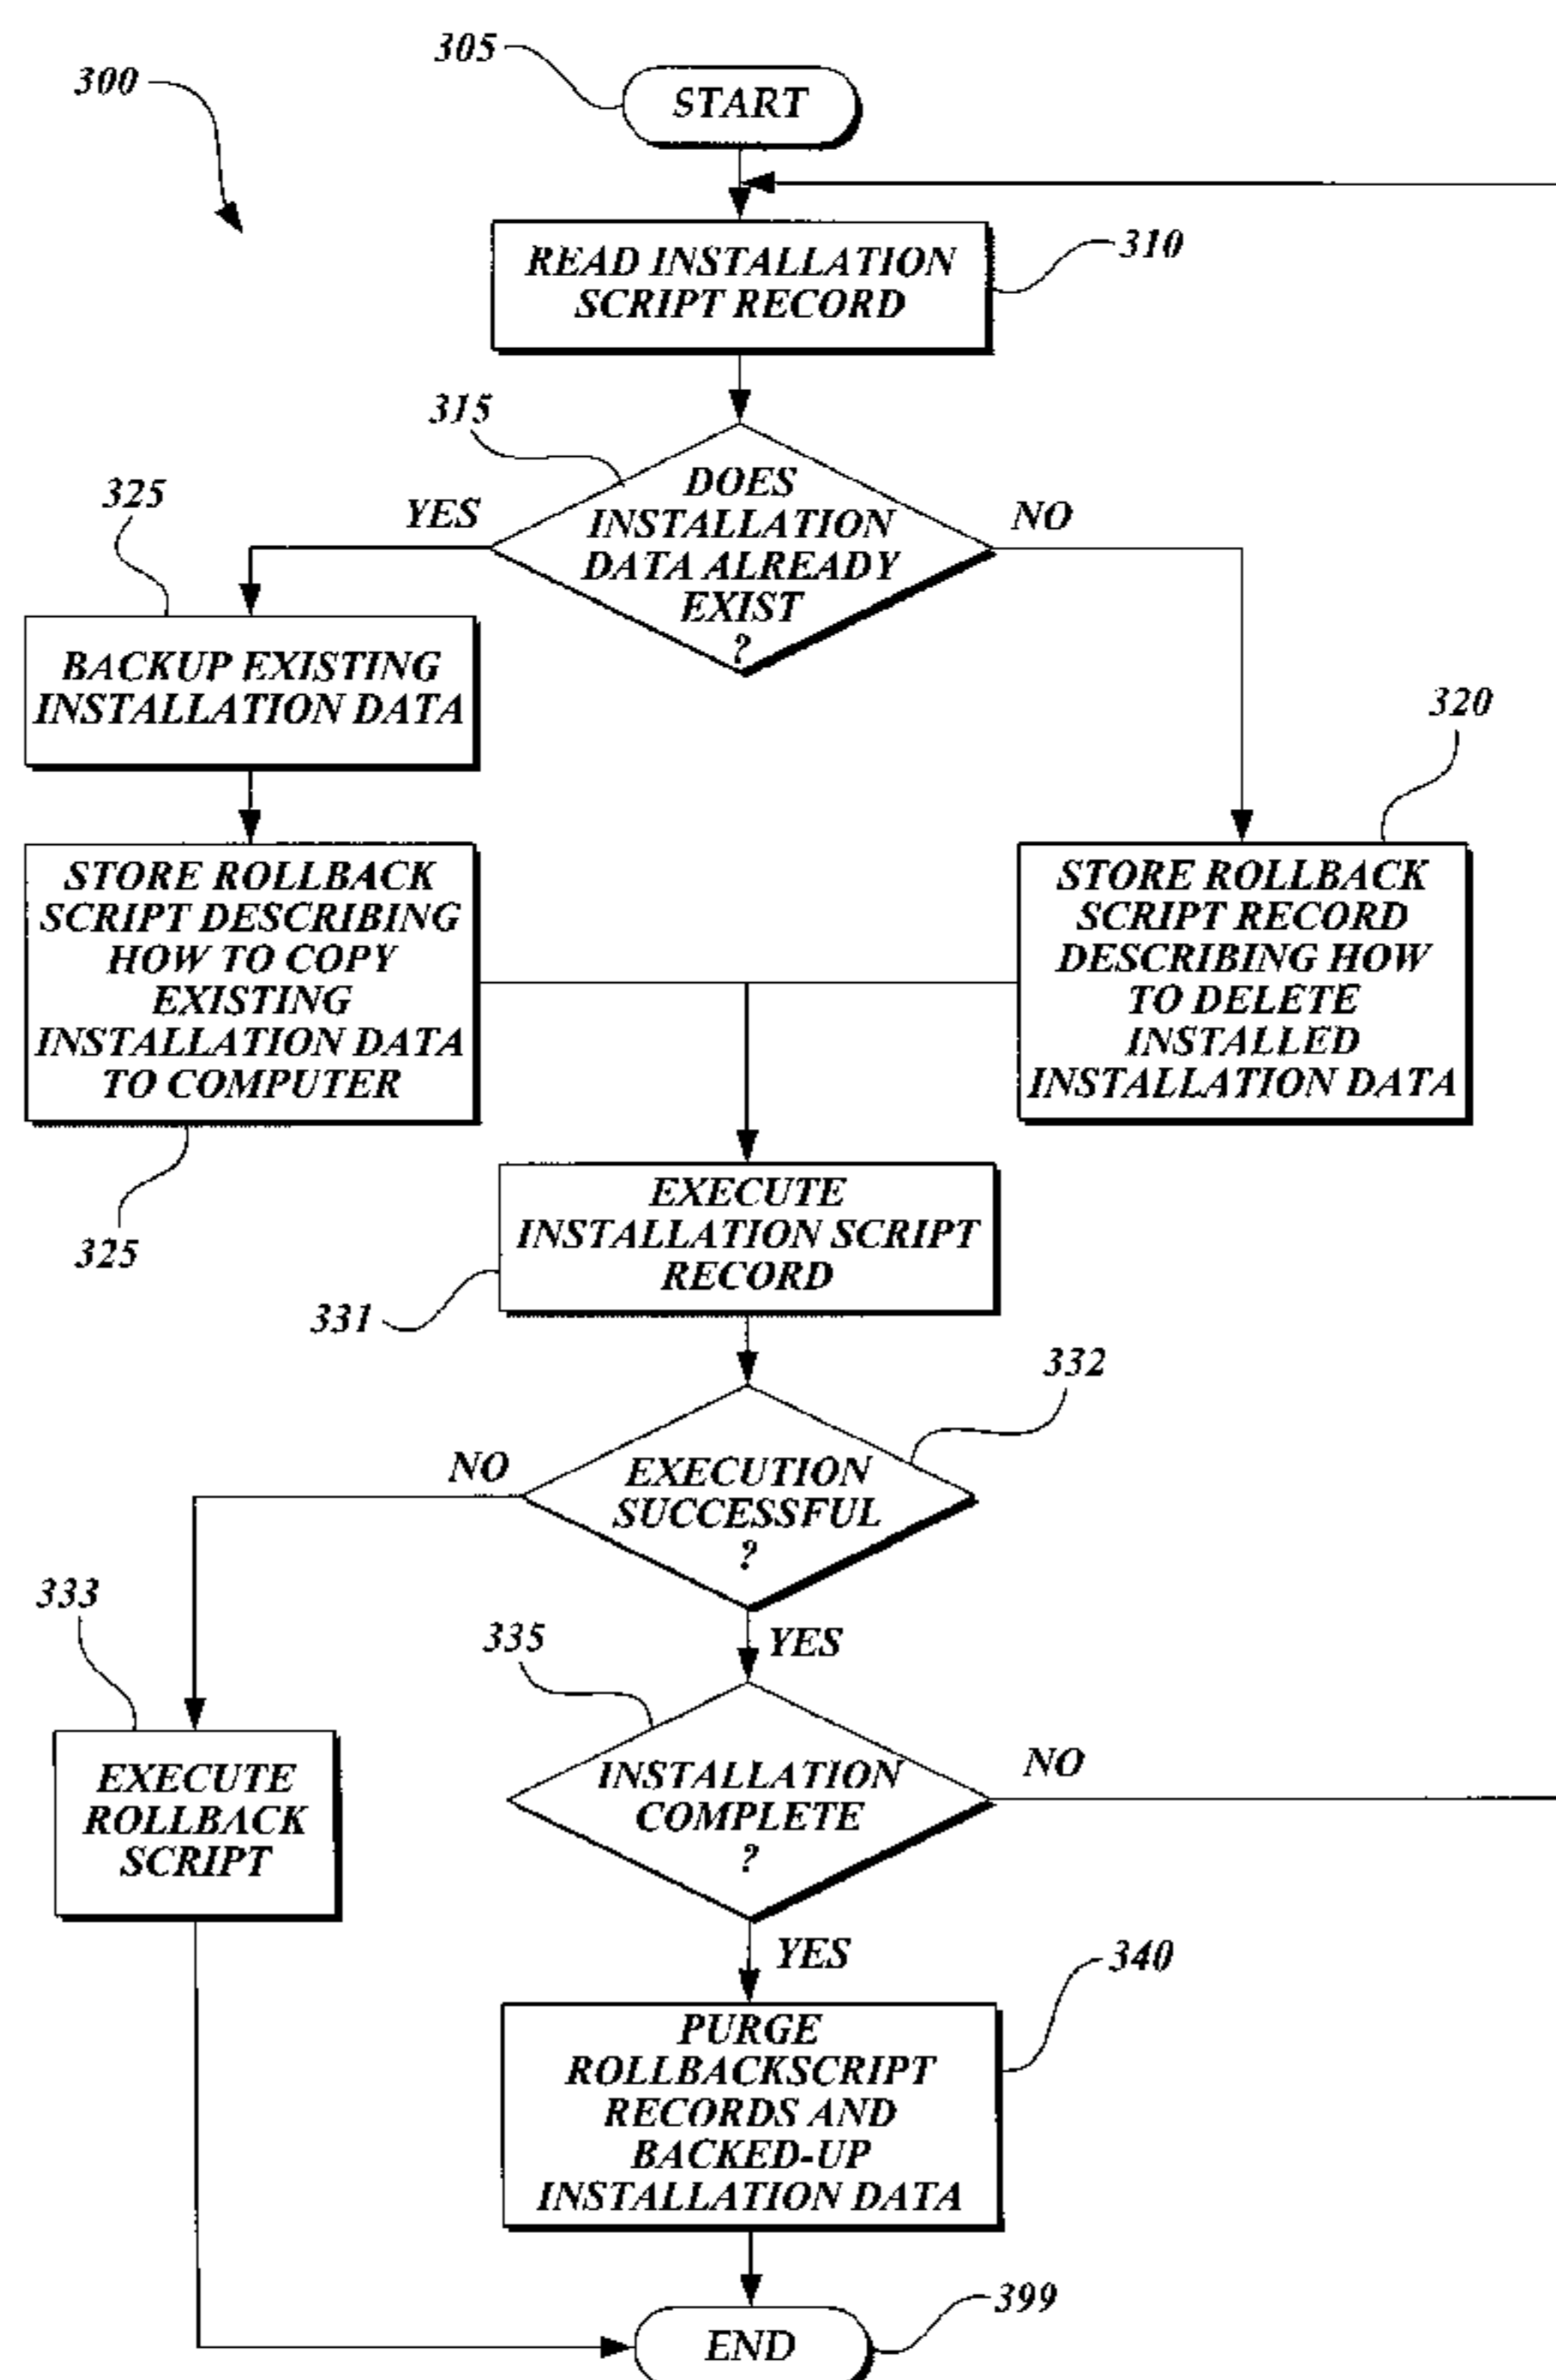 305
START
300
READ INSTALLATION
SCRIPT RECORD
310
315
DOES
INSTALLATION
DATA ALREADY
EXIST
?
YES
NO
325
BACKUP EXISTING
INSTALLATION DATA
320
STORE ROLLBACK
SCRIPT DESCRIBING
HOW TO COPY
EXISTING
INSTALLATION DATA
TO COMPUTER
STORE ROLLBACK
SCRIPT RECORD
DESCRIBING HOW
TO DELETE
INSTALLED
INSTALLATION DATA
325
EXECUTE
INSTALLATION SCRIPT
RECORD
331
332
NO
EXECUTION
SUCCESSFUL
?
333
335
YES
EXECUTE
ROLLBACK
SCRIPT
INSTALLATION
COMPLETE
?
NO
YES
340
PURGE
ROLLBACKSCRIPT
RECORDS AND
BACKED-UP
INSTALLATION DATA
399
END